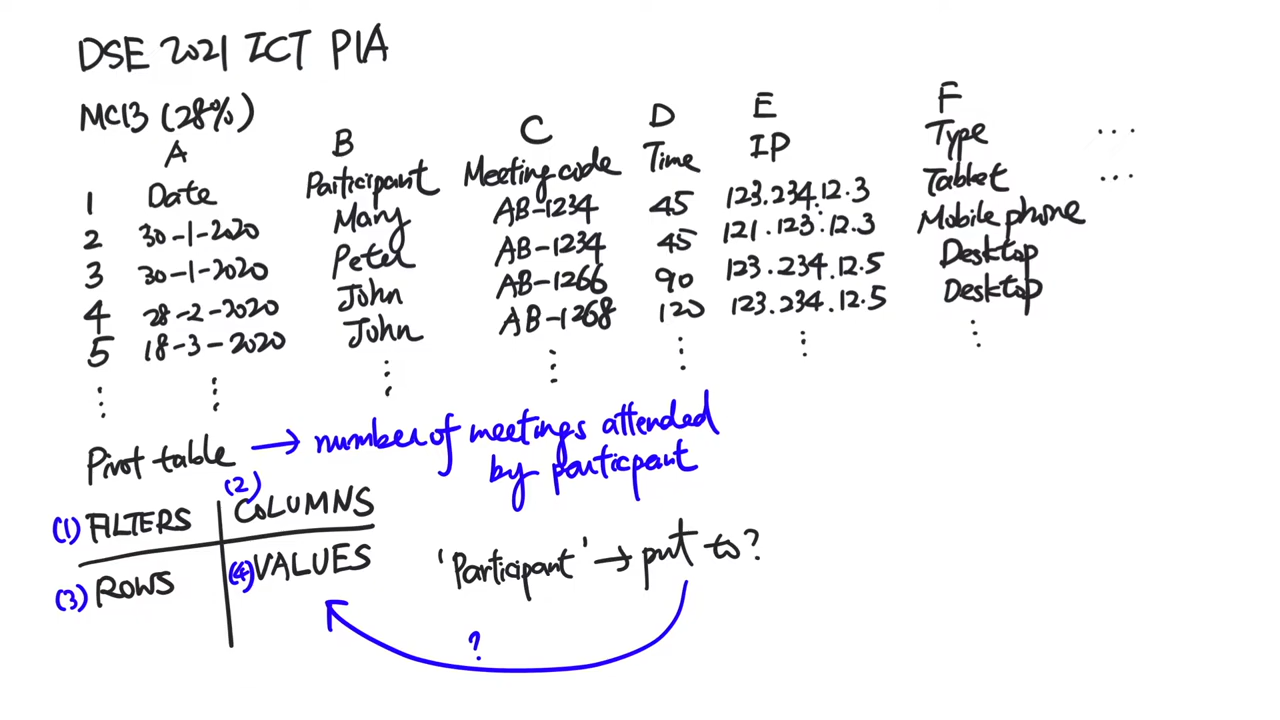 DSE 2021 ICT P1A
MC13 (28%)
A B C D E F
1 Date Participant Meeting code Time IP Type ...
2 30-1-2020 Mary AB-1234 45 123.234.12.3 Tablet ...
3 30-1-2020 Peter AB-1234 45 121.123.12.3 Mobile phone
4 28-2-2020 John AB-1266 90 123.234.12.5 Desktop
5 18-3-2020 John AB-1268 120 123.234.12.5 Desktop
Pivot table → number of meetings attended
by particpant
(1) FILTERS (2) COLUMNS
(3) ROWS (4) VALUES
'Participant' → put to?
?